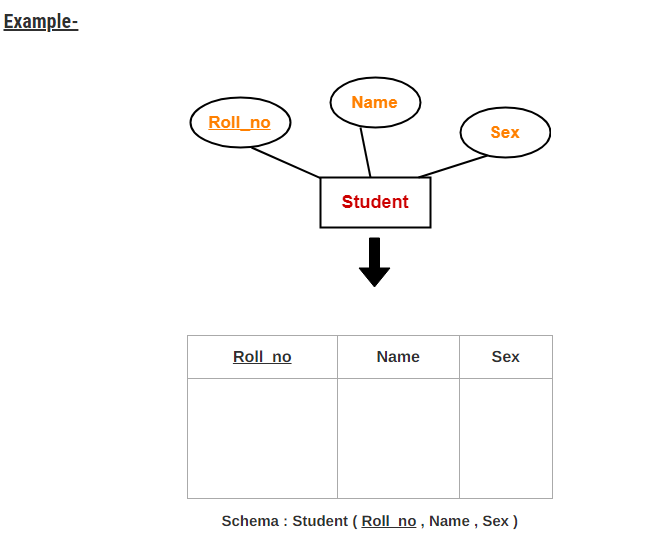 Example-
Name
Roll_no
Sex
Student
Roll_no Name Sex
Schema : Student ( Roll_no , Name , Sex )